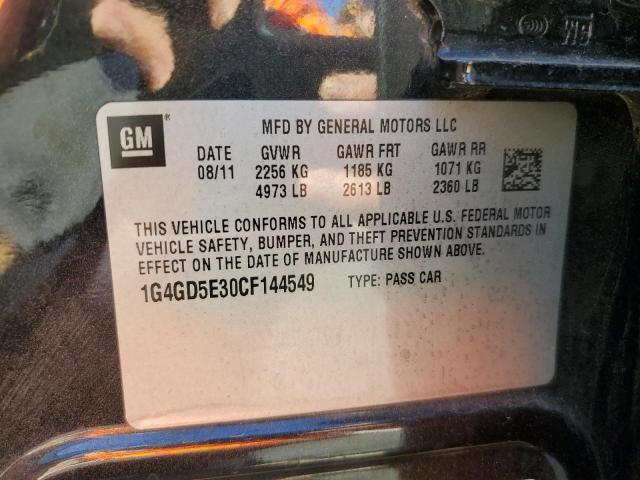 GM
MFD BY GENERAL MOTORS LLC
DATE GVWR GAWR FRT GAWR RR
08/11 2256 KG 1185 KG 1071 KG
4973 LB 2613 LB 2360 LB
THIS VEHICLE CONFORMS TO ALL APPLICABLE U.S. FEDERAL MOTOR
VEHICLE SAFETY, BUMPER, AND THEFT PREVENTION STANDARDS IN
EFFECT ON THE DATE OF MANUFACTURE SHOWN ABOVE.
1G4GD5E30CF144549 TYPE: PASS CAR